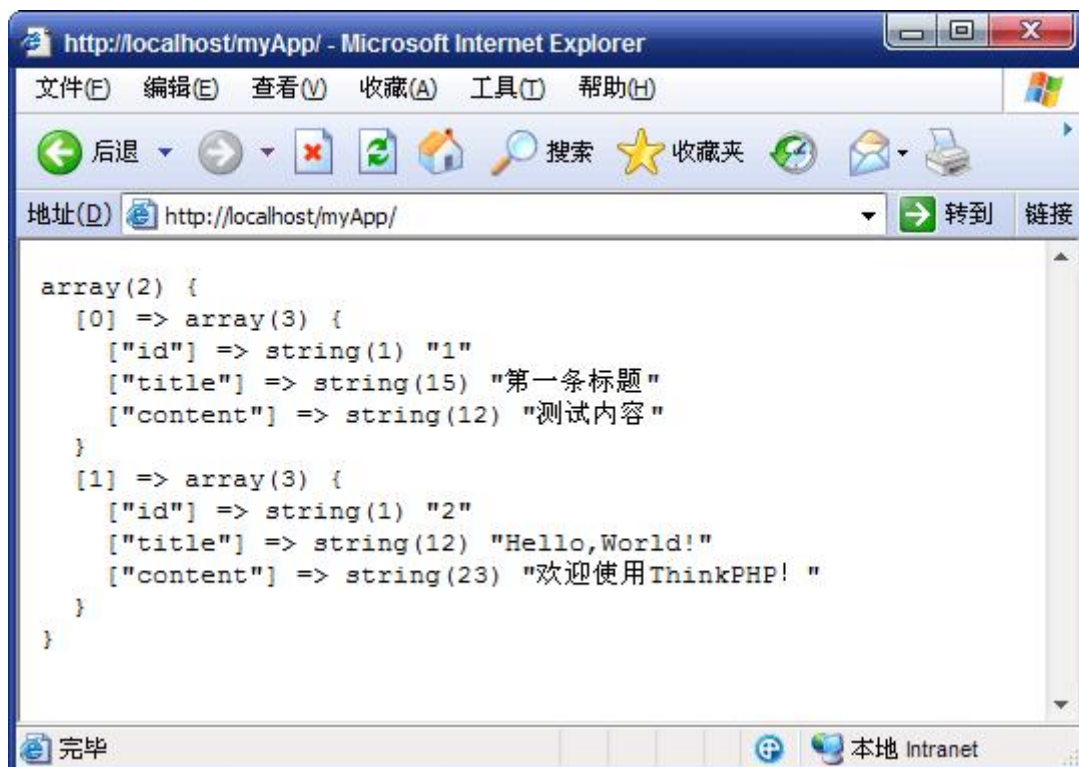 http://localhost/myApp/ - Microsoft Internet Explorer
文件(F) 编辑(E) 查看(V) 收藏(A) 工具(T) 帮助(H)
后退 搜索 收藏夹
地址(D) http://localhost/myApp/ 转到 链接
array(2) {
  [0] => array(3) {
    ["id"] => string(1) "1"
    ["title"] => string(15) "第一条标题"
    ["content"] => string(12) "测试内容"
  }
  [1] => array(3) {
    ["id"] => string(1) "2"
    ["title"] => string(12) "Hello,World!"
    ["content"] => string(23) "欢迎使用ThinkPHP！"
  }
}
完毕 本地 Intranet